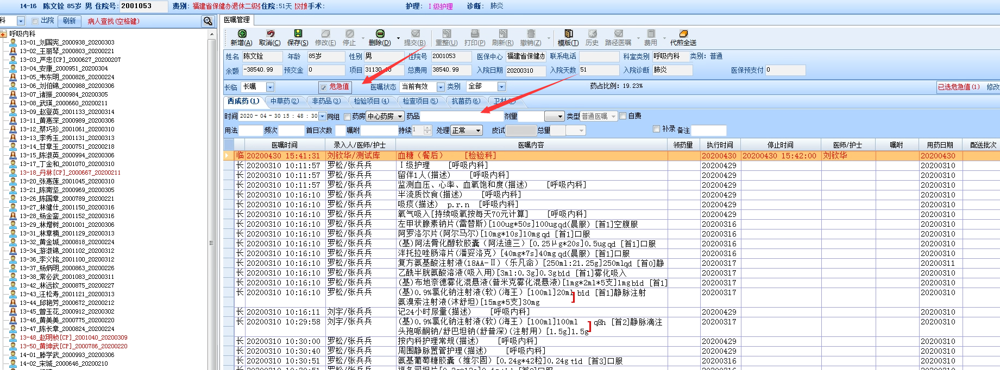 14-16 陈文铨 85岁 男 住院号: 2001053 费别: 福建省保健办退休二级 住院:51天 手术: 护理: Ⅰ级护理 诊断: 肺炎
科 出院 刷新 病人查找(空格键)
呼吸内科
13-01_刘国宪_2000938_20200303
13-02_王丽琴_2000803_20200221
13-03_严忠[CP]_2000627_20200207
13-04_安康_2000951_20200304
13-05_韦东明_2000826_20200224
13-06_刘伯锦_2000988_20200306
13-07_诸振_2000984_20200305
13-08_武瑛_2000660_20200210
13-09_赵登英_2001133_20200314
13-11_黄惠深_2000989_20200306
13-12_蔡巧珍_2001061_20200310
13-13_李秀玉_2001131_20200313
13-14_甘章玉_2000751_20200218
13-15_陈淑英_2000994_20200306
13-17_丁金和_2001070_20200310
13-18_丹林[CP]_2000667_20200211
13-20_张惠莲_2001045_20200310
13-21_陈南坚_2000969_20200305
13-26_陈国章_2000789_20200221
13-27_林健仕_2001150_20200316
13-28_杨金銮_2001152_20200316
13-29_林增树_2001001_20200306
13-31_林章楠_2001129_20200313
13-32_黄金城_2000818_20200224
13-34_游淑锦_2001102_20200312
13-36_李义铭_2001100_20200312
13-37_杨炳明_2000863_20200226
13-38_常必武_2001083_20200311
13-42_林远钦_2000875_20200227
13-43_汪松寿_2001121_20200313
13-44_邱艳芳_2000672_20200212
13-45_曾玉花_2000912_20200302
13-46_黄美美_2000775_20200220
13-47_陈长章_2000824_20200224
13-48_赵明桢[CP]_2001040_20200309
13-50_黄坤武[CP]_2000786_20200220
14-01_滕学武_2000993_20200306
14-02_宋城_2000646_20200210
医嘱管理
新增(A) 取消(C) 保存(S) 修改(E) 停止 删除(D) 提交(B) 重整(U) 打印(P) 刷新(R) 撤销(Z) 模版(T) 历史 路径医嘱 费用 代煎全送
姓名 陈文铨 年龄 85岁 性别 男 住院号 2001053 医保中心 福建省保健办 联系电话 科室类别 呼吸内科 类别: 普通
余额 -38540.99 预交金 0 项目 31130. 总费用 38540.99 入院日期 20200310 入院天数 51 入院诊断 肺炎 医保预支付 0
长临 长嘱 危急值 医嘱状态 当前有效 类别 全部 药占比例: 19.23% 已选危急值(1) 修改
西成药(1) 中草药(2) 非药品(3) 检验项目(4) 检查项目(5) 抗菌药(6) 卫材
时间 2020-04-30 15:48:30 同组 药房 中心药房 药品 剂量 类型 普通医嘱 自费
用法 频次 首日次数 嘱咐 持续 1 处理 正常 皮试 总量 补录 备注
医嘱时间 录入人/医师/护士 医嘱内容 领药量 执行时间 停止时间 医师/护士 嘱咐 用药日期 配送批次
临 20200430 15:41:31 刘钦华/测试库 血糖（餐后） [检验科] 20200430 20200430 15:42:00 刘钦华 20200430
长 20200310 10:11:57 罗松/张兵兵 Ⅰ级护理 [呼吸内科] 20200429 20200310
长 20200310 10:11:57 罗松/张兵兵 留伴1人(描述) [呼吸内科] 20200429 20200310
长 20200310 10:11:57 罗松/张兵兵 监测血压、心率、血氧饱和度(描述) [呼吸内科] 20200429 20200310
长 20200310 10:16:10 罗松/张兵兵 半流质饮食(描述) [呼吸内科] 20200429 20200310
长 20200310 10:16:10 罗松/张兵兵 吸痰(描述) p.r.n [呼吸内科] 20200429 20200310
长 20200310 10:16:10 罗松/张兵兵 氧气吸入[持续吸氧按每天70元计算] [呼吸内科] 20200429 20200310
长 20200310 10:16:10 罗松/张兵兵 左甲状腺素钠片(雷替斯)[100ug*50s]100ug qd(晨服) [首1]空腹服 20200316 20200310
长 20200310 10:16:10 罗松/张兵兵 阿罗洛尔片(阿尔马尔)[10mg*10s]10mg qd [首1]口服 20200316 20200310
长 20200310 10:16:10 罗松/张兵兵 (基)阿法骨化醇软胶囊（阿法迪三）[0.25μg*20s]0.5ug qd [首1]口服 20200316 20200310
长 20200310 10:16:10 罗松/张兵兵 泮托拉唑肠溶片(潘妥洛克）[40mg*7s]40mg qd(晨服) [首1]口服 20200316 20200310
长 20200310 10:16:10 罗松/张兵兵 复方氨基酸注射液(18AA-Ⅱ)（乐凡命）[250ml:21.25g]250ml qd [首0]静 20200311 20200310
长 20200310 10:16:10 罗松/张兵兵 乙酰半胱氨酸溶液(吸入用)[3ml:0.3g]0.3g bid [首1]雾化吸入 20200317 20200310
长 20200310 10:16:10 罗松/张兵兵 (基)布地奈德雾化混悬液(普米克雾化混悬液)[1mg*2ml*5支]1mg bid [首1] 20200317 20200310
长 20200310 10:16:10 罗松/张兵兵 (基)0.9%氯化钠注射液(软)(海王）[100ml]20ml bid [首1]静脉注射 20200317 20200310
氨溴索注射液(沐舒坦)[15mg*5支]30mg
长 20200310 10:16:11 刘宇/张兵兵 记24小时尿量(描述) [呼吸内科] 20200429 20200310
长 20200310 10:29:58 刘宇/张兵兵 (基)0.9%氯化钠注射液(软)(海王）[100ml]100ml q8h [首2]静脉滴注 20200317 20200310
头孢哌酮钠/舒巴坦钠(舒普深)(注射用）[1.5g]1.5g
长 20200310 10:30:00 罗松/张兵兵 按内科护理常规(描述) [呼吸内科] 20200429 20200310
长 20200310 10:30:40 罗松/张兵兵 周围静脉置管护理(描述) [呼吸内科] 20200429 20200310
长 20200310 10:30:51 罗松/张兵兵 氨基葡萄糖胶囊（维尔固）[0.24g*42粒]0.24g tid [首3]口服 20200316 20200310